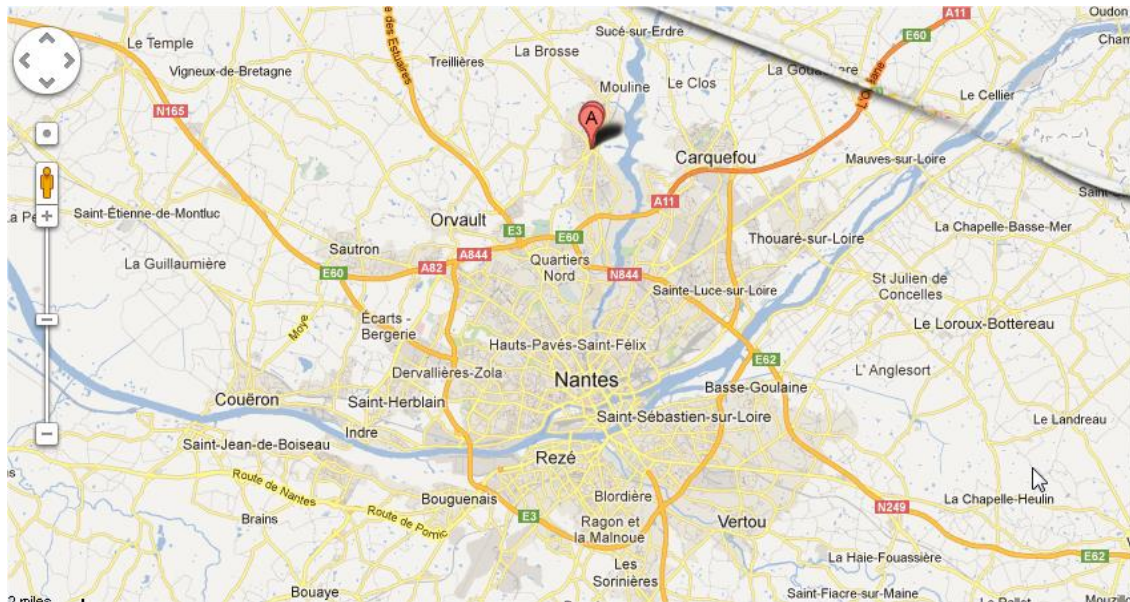 A11
Oudon
E60
Sucé-sur-Erdre
Le Temple
La Brosse
Treillières
Vigneux-de-Bretagne
Mouline
Le Clos
Le Cellier
N165
A
Carquefou
Mauves-sur-Loire
A11
Saint-Étienne-de-Montluc
Orvault
La Chapelle-Basse-Mer
E3
E60
Thouaré-sur-Loire
Sautron
A844
La Guillaumière
E60
A82
Quartiers
Nord
N844
St Julien de
Concelles
Sainte-Luce-sur-Loire
Écarts -
Bergerie
Moye
Le Loroux-Bottereau
Hauts-Pavés-Saint-Félix
E62
Dervallières-Zola
L' Anglesort
Nantes
Basse-Goulaine
Couëron
Saint-Herblain
Saint-Sébastien-sur-Loire
Le Landreau
Indre
Saint-Jean-de-Boiseau
Rezé
Route de Nantes
Bouguenais
Blordière
La Chapelle-Heulin
N249
Route de Pornic
E3
Brains
Ragon et
la Malnoue
Vertou
E62
La Haie-Fouassière
Les
Sorinières
Bouaye
Saint-Fiacre-sur-Maine
2 miles